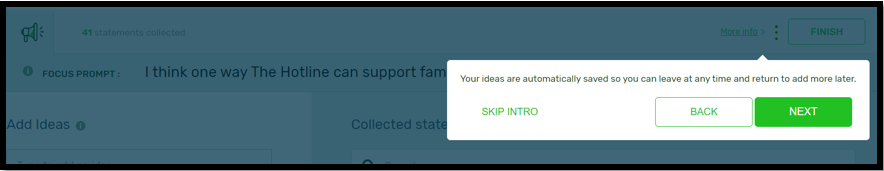 41 statements collected
More info >
FINISH
FOCUS PROMPT :
I think one way The Hotline can support fam
Your ideas are automatically saved so you can leave at any time and return to add more later.
SKIP INTRO
BACK
NEXT
Add Ideas
Collected state